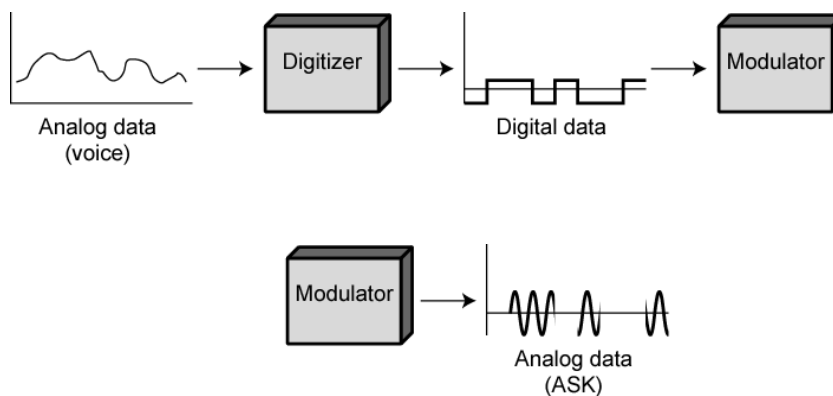 Digitizer
Modulator
Analog data
(voice)
Digital data
Modulator
Analog data
(ASK)